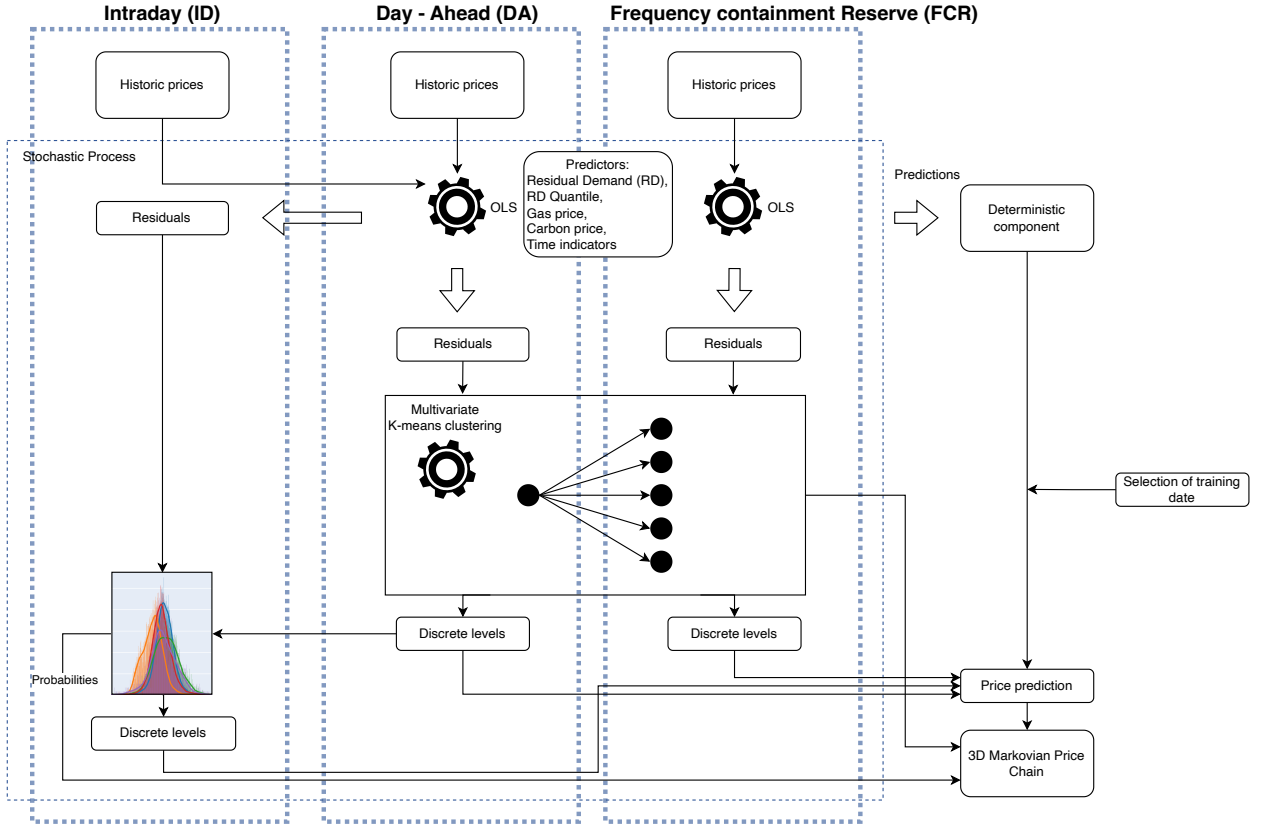 Intraday (ID)
Day - Ahead (DA)
Frequency containment Reserve (FCR)
Historic prices
Historic prices
Historic prices
Stochastic Process
Predictors:
Residual Demand (RD),
RD Quantile,
Gas price,
Carbon price,
Time indicators
Predictions
OLS
OLS
Residuals
Deterministic
component
Residuals
Residuals
Multivariate
K-means clustering
Selection of training
date
Discrete levels
Discrete levels
Probabilities
Price prediction
Discrete levels
3D Markovian Price
Chain